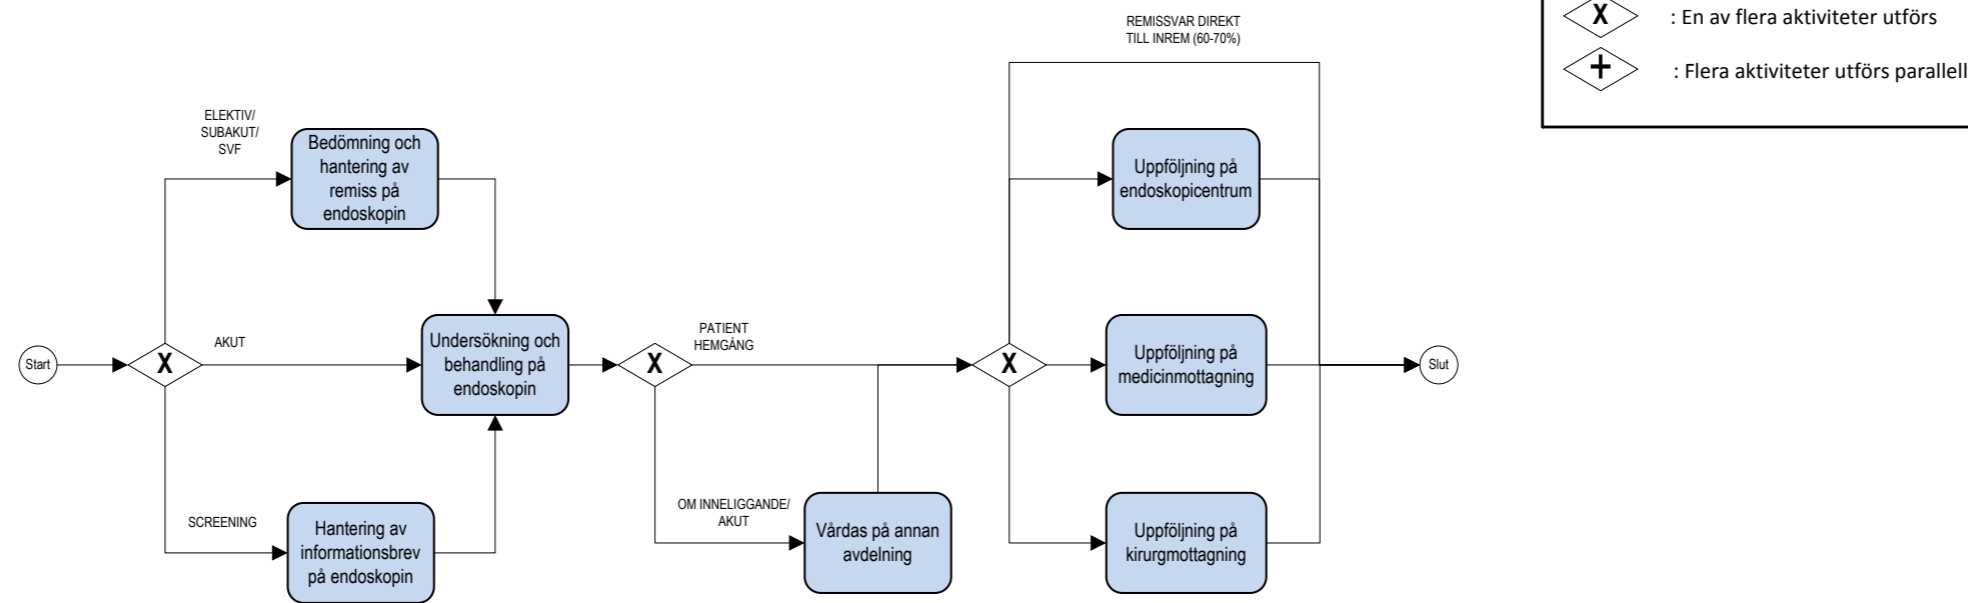 REMISSVAR DIREKT
TILL INREM (60-70%)
X : En av flera aktiviteter utförs
+ : Flera aktiviteter utförs parallell
ELEKTIV/
SUBAKUT/
SVF
Bedömning och
hantering av
remiss på
endoskopin
Uppföljning på
endoskopicentrum
Start
X
AKUT
Undersökning och
behandling på
endoskopin
X
PATIENT
HEMGÅNG
X
Uppföljning på
medicinmottagning
Slut
SCREENING
Hantering av
informationsbrev
på endoskopin
OM INNELIGGANDE/
AKUT
Vårdas på annan
avdelning
Uppföljning på
kirurgmottagning